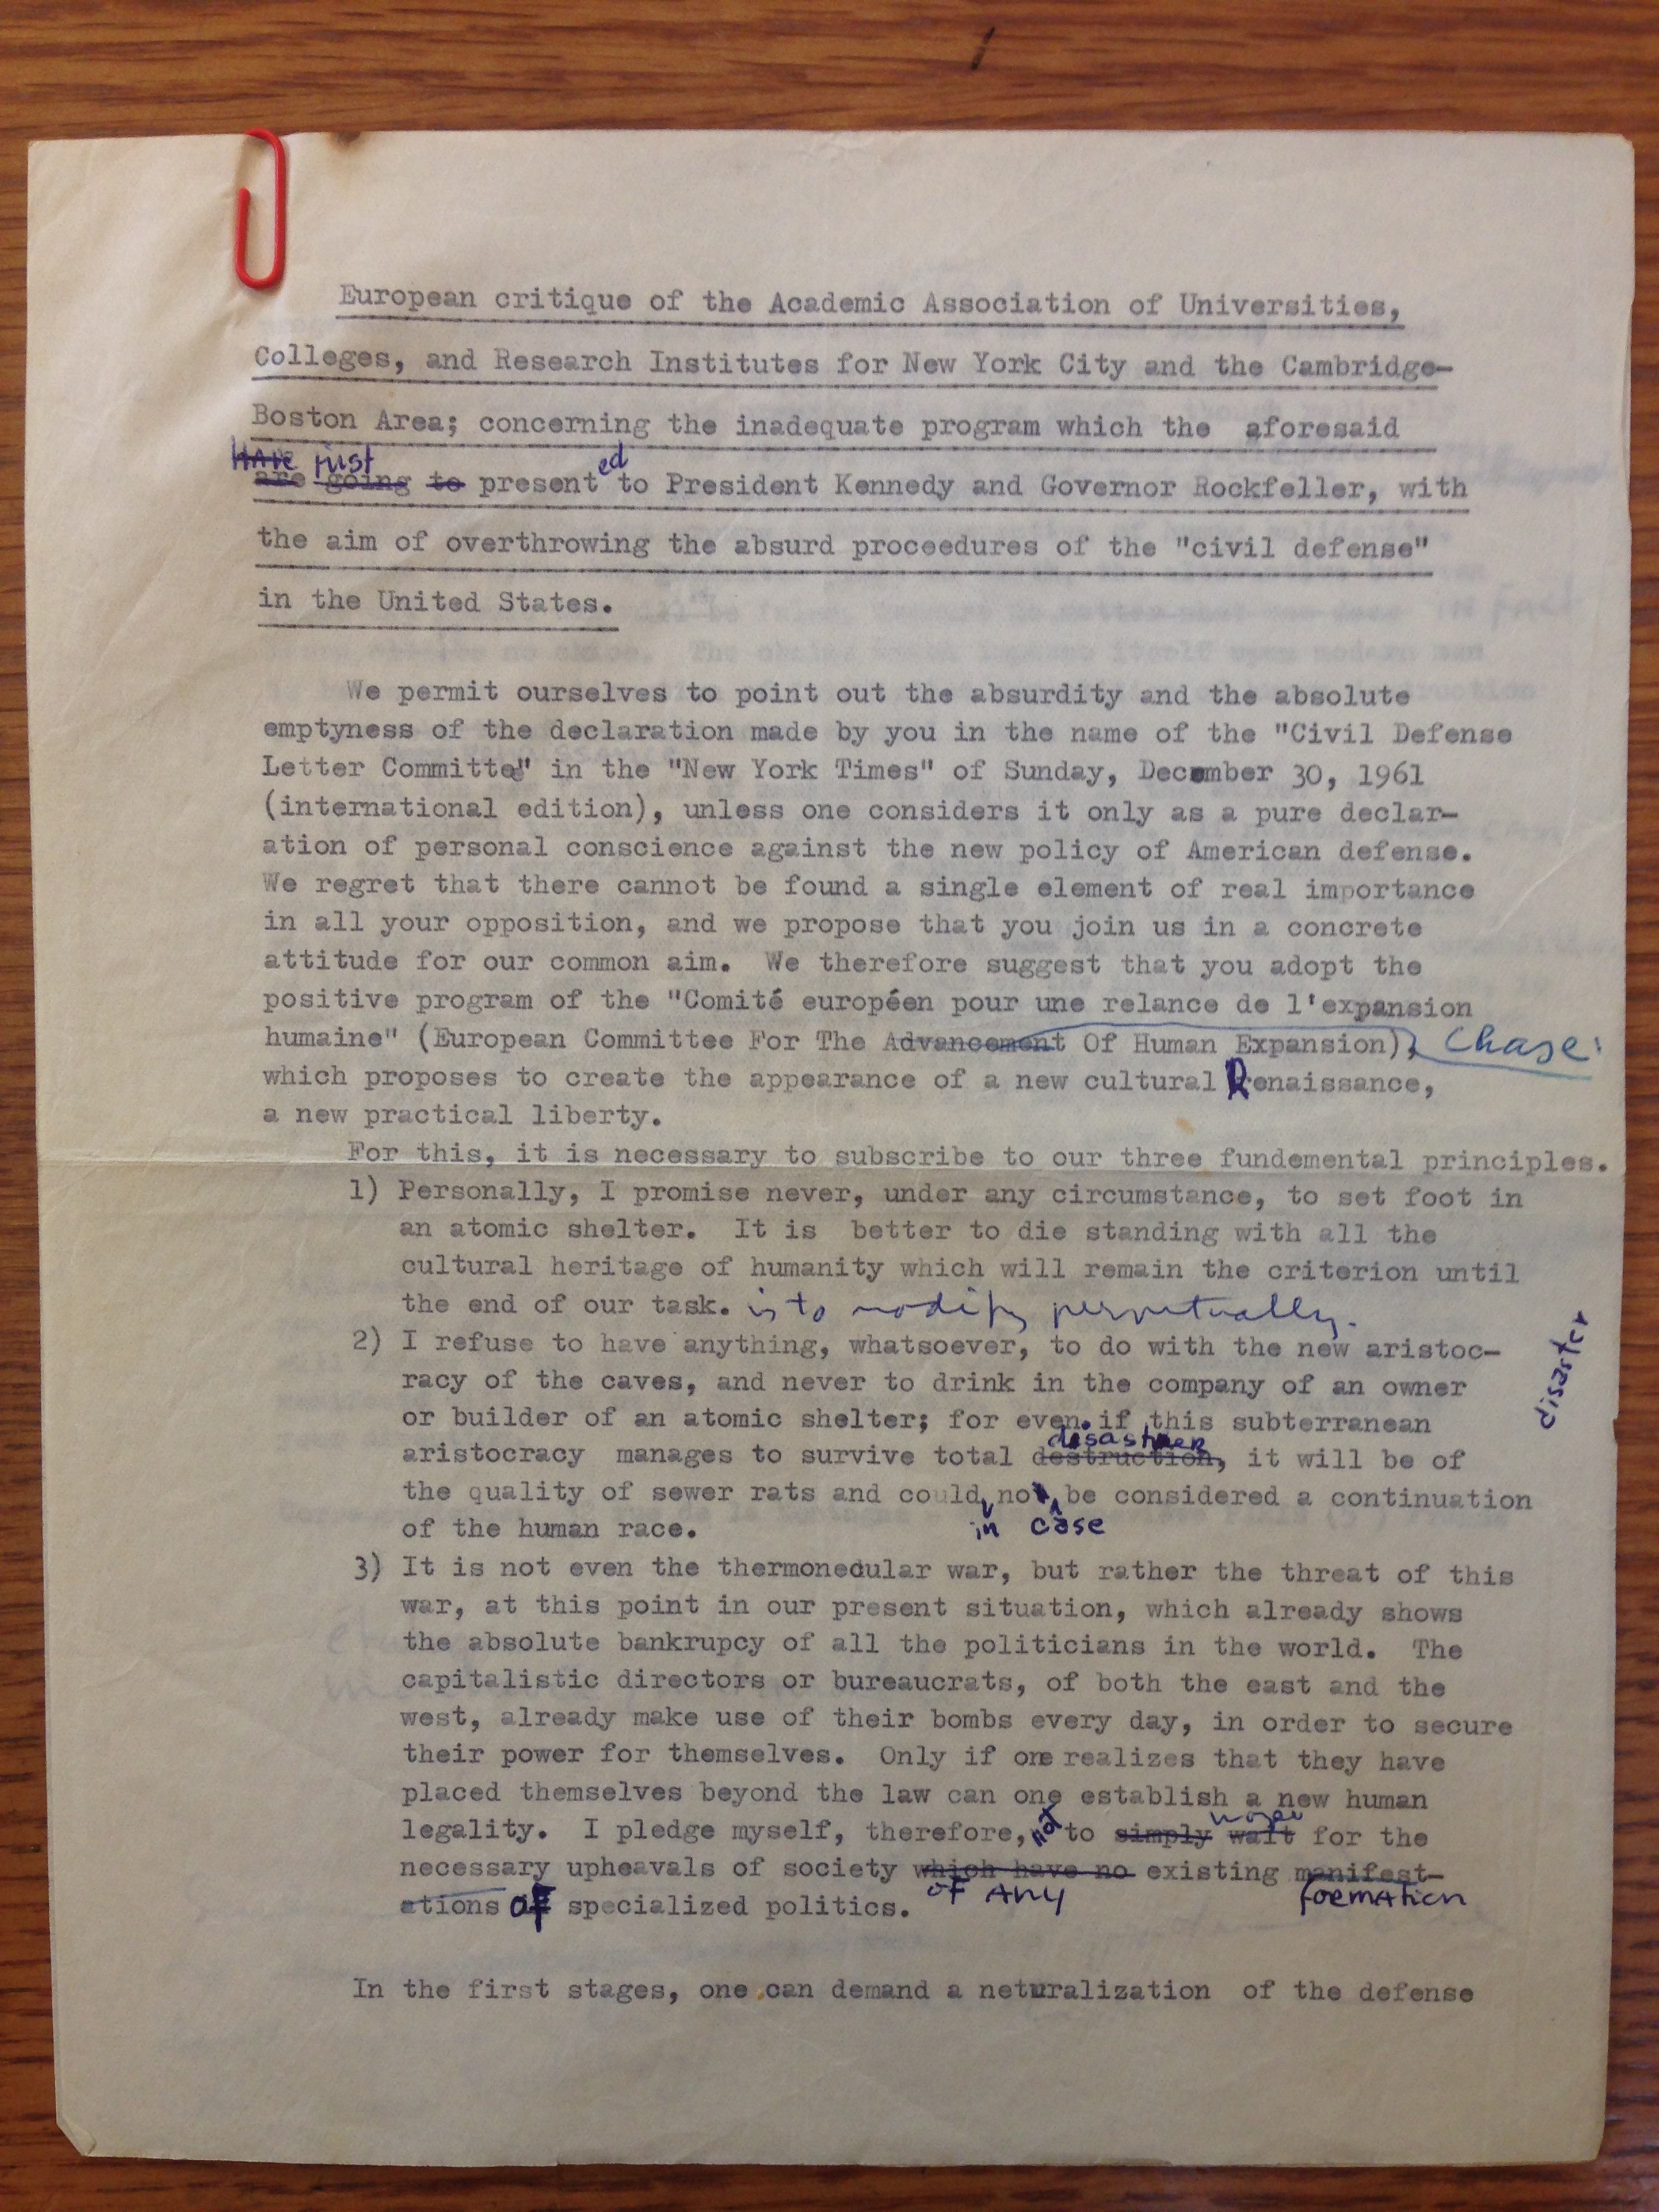 European critique of the Academic Association of Universities,
Colleges, and Research Institutes for New York City and the Cambridge-
Boston Area; concerning the inadequate program which the aforesaid
Have just ed
are going to present to President Kennedy and Governor Rockfeller, with
the aim of overthrowing the absurd proceedures of the "civil defense"
in the United States.
We permit ourselves to point out the absurdity and the absolute
emptyness of the declaration made by you in the name of the "Civil Defense
Letter Committe" in the "New York Times" of Sunday, December 30, 1961
(international edition), unless one considers it only as a pure declar-
ation of personal conscience against the new policy of American defense.
We regret that there cannot be found a single element of real importance
in all your opposition, and we propose that you join us in a concrete
attitude for our common aim. We therefore suggest that you adopt the
positive program of the "Comité européen pour une relance de l'expansion
humaine" (European Committee For The Advancement Of Human Expansion), Chase
which proposes to create the appearance of a new cultural Renaissance,
a new practical liberty.
For this, it is necessary to subscribe to our three fundemental principles.
1) Personally, I promise never, under any circumstance, to set foot in
an atomic shelter. It is better to die standing with all the
cultural heritage of humanity which will remain the criterion until
the end of our task. is to modify perpetually.
2) I refuse to have anything, whatsoever, to do with the new aristoc-
racy of the caves, and never to drink in the company of an owner
or builder of an atomic shelter; for even if this subterranean
disaster
aristocracy manages to survive total destruction, it will be of
the quality of sewer rats and could not be considered a continuation
in case
of the human race.
3) It is not even the thermonecular war, but rather the threat of this
war, at this point in our present situation, which already shows
the absolute bankrupcy of all the politicians in the world. The
capitalistic directors or bureaucrats, of both the east and the
west, already make use of their bombs every day, in order to secure
their power for themselves. Only if one realizes that they have
placed themselves beyond the law can one establish a new human
legality. I pledge myself, therefore, not to simply wait for the
necessary upheavals of society which have no existing manifest-
of any formation
ations of specialized politics.
In the first stages, one can demand a neturalization of the defense